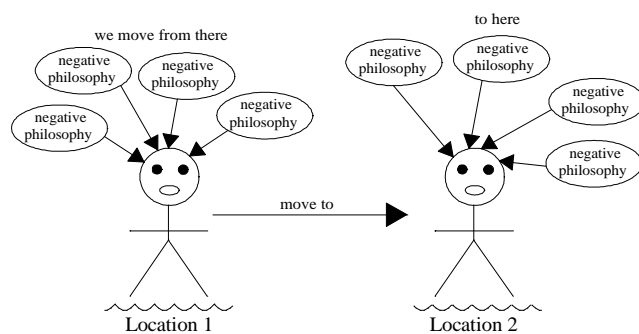 we move from there
to here
negative
philosophy
negative
philosophy
negative
philosophy
negative
philosophy
negative
philosophy
negative
philosophy
negative
philosophy
negative
philosophy
move to
Location 1
Location 2